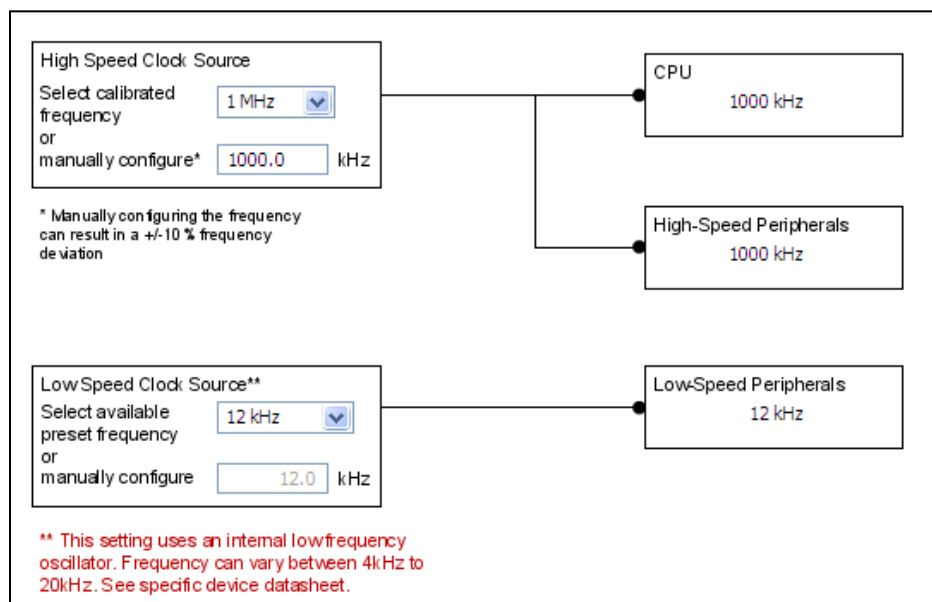 High Speed Clock Source
Select calibrated
frequency
or
manually configure*
1 MHz
1000.0 kHz
* Manually configuring the frequency
can result in a +/-10 % frequency
deviation
CPU
1000 kHz
High-Speed Peripherals
1000 kHz
Low Speed Clock Source**
Select available
preset frequency
or
manually configure
12 kHz
12.0 kHz
Low-Speed Peripherals
12 kHz
** This setting uses an internal low frequency
oscillator. Frequency can vary between 4kHz to
20kHz. See specific device datasheet.